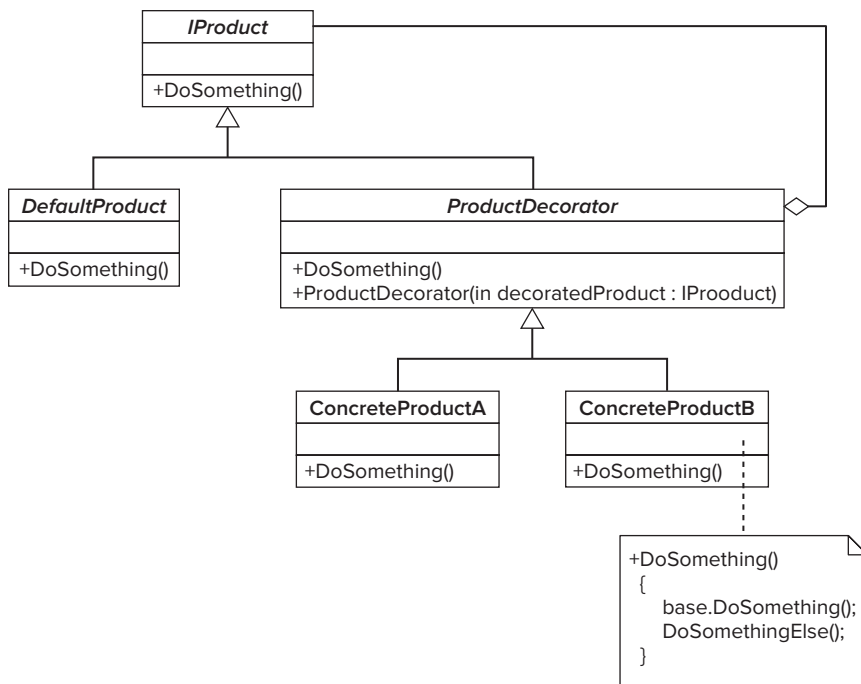 IProduct
+DoSomething()
DefaultProduct
+DoSomething()
ProductDecorator
+DoSomething()
+ProductDecorator(in decoratedProduct : IProoduct)
ConcreteProductA
+DoSomething()
ConcreteProductB
+DoSomething()
+DoSomething()
{
base.DoSomething();
DoSomethingElse();
}